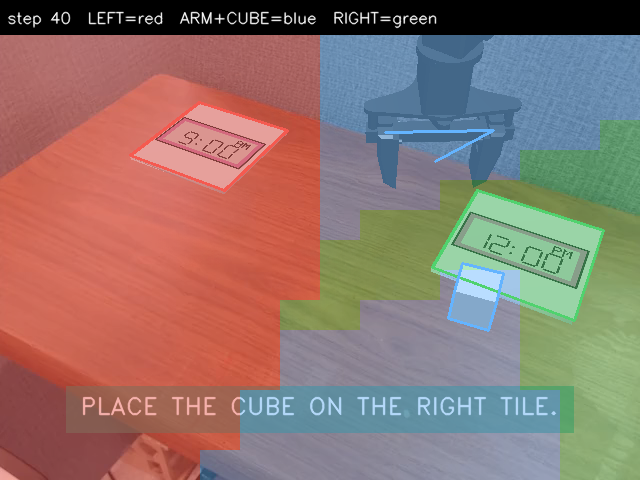 step 40 LEFT=red ARM+CUBE=blue RIGHT=green
9:00 PM
12:00 PM
PLACE THE CUBE ON THE RIGHT TILE.